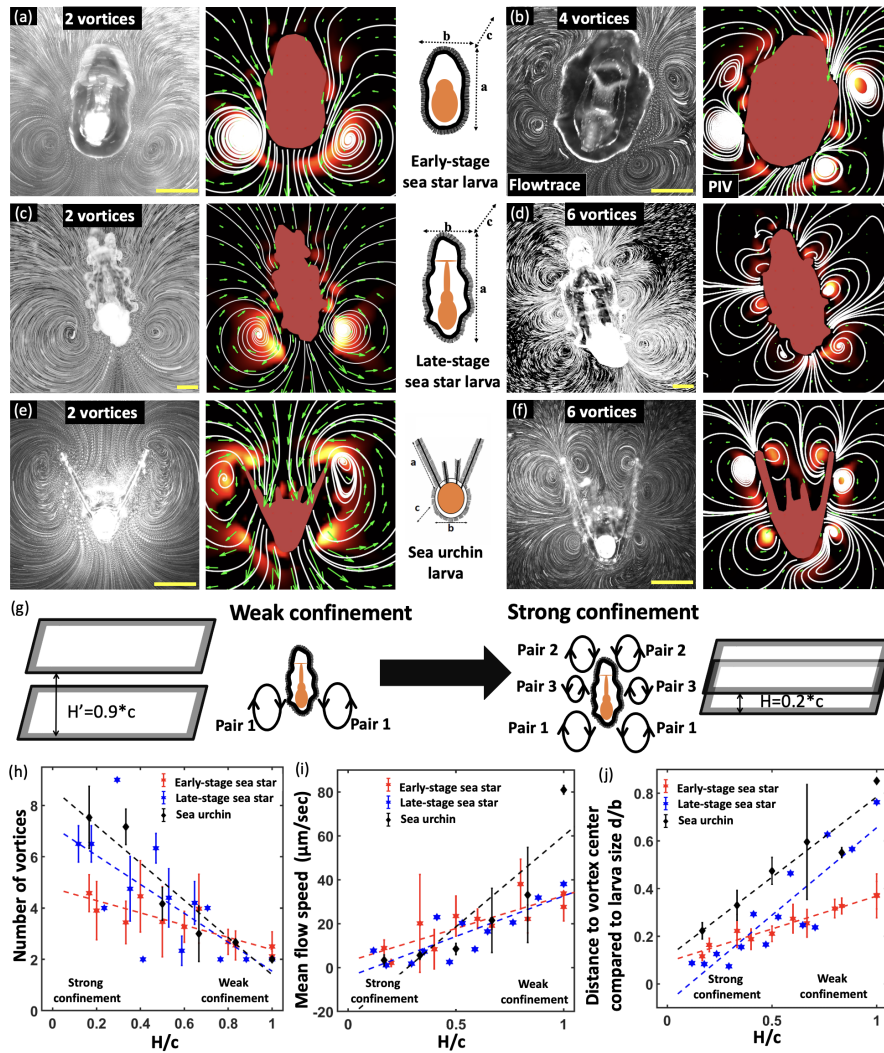 (a)
2 vortices
b
c
a
Early-stage
sea star larva
(b)
4 vortices
Flowtrace
PIV
(c)
2 vortices
b
c
a
Late-stage
sea star larva
(d)
6 vortices
(e)
2 vortices
a
c
b
Sea urchin
larva
(f)
6 vortices
(g)
Weak confinement
Strong confinement
H'=0.9*c
Pair 1
Pair 1
Pair 2
Pair 2
Pair 3
Pair 3
Pair 1
Pair 1
H=0.2*c
(h)
Early-stage sea star
Late-stage sea star
Sea urchin
Number of vortices
8
6
4
2
0
Strong
confinement
Weak
confinement
0.2
0.4
0.6
0.8
1.0
H/c
(i)
Early-stage sea star
Late-stage sea star
Sea urchin
Mean flow speed (μm/sec)
80
60
40
20
0
-20
Strong
confinement
Weak
confinement
0
0.5
1
H/c
(j)
Early-stage sea star
Late-stage sea star
Sea urchin
Distance to vortex center
compared to larva size d/b
0.8
0.6
0.4
0.2
0
Strong
confinement
Weak
confinement
0
0.5
1
H/c